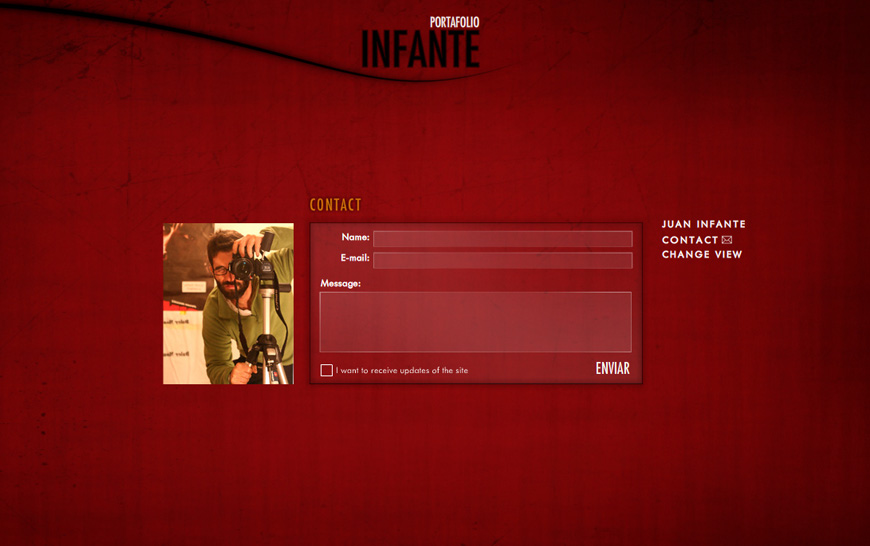 PORTAFOLIO
INFANTE
CONTACT
Name:
E-mail:
Message:
I want to receive updates of the site
ENVIAR
JUAN INFANTE
CONTACT
CHANGE VIEW